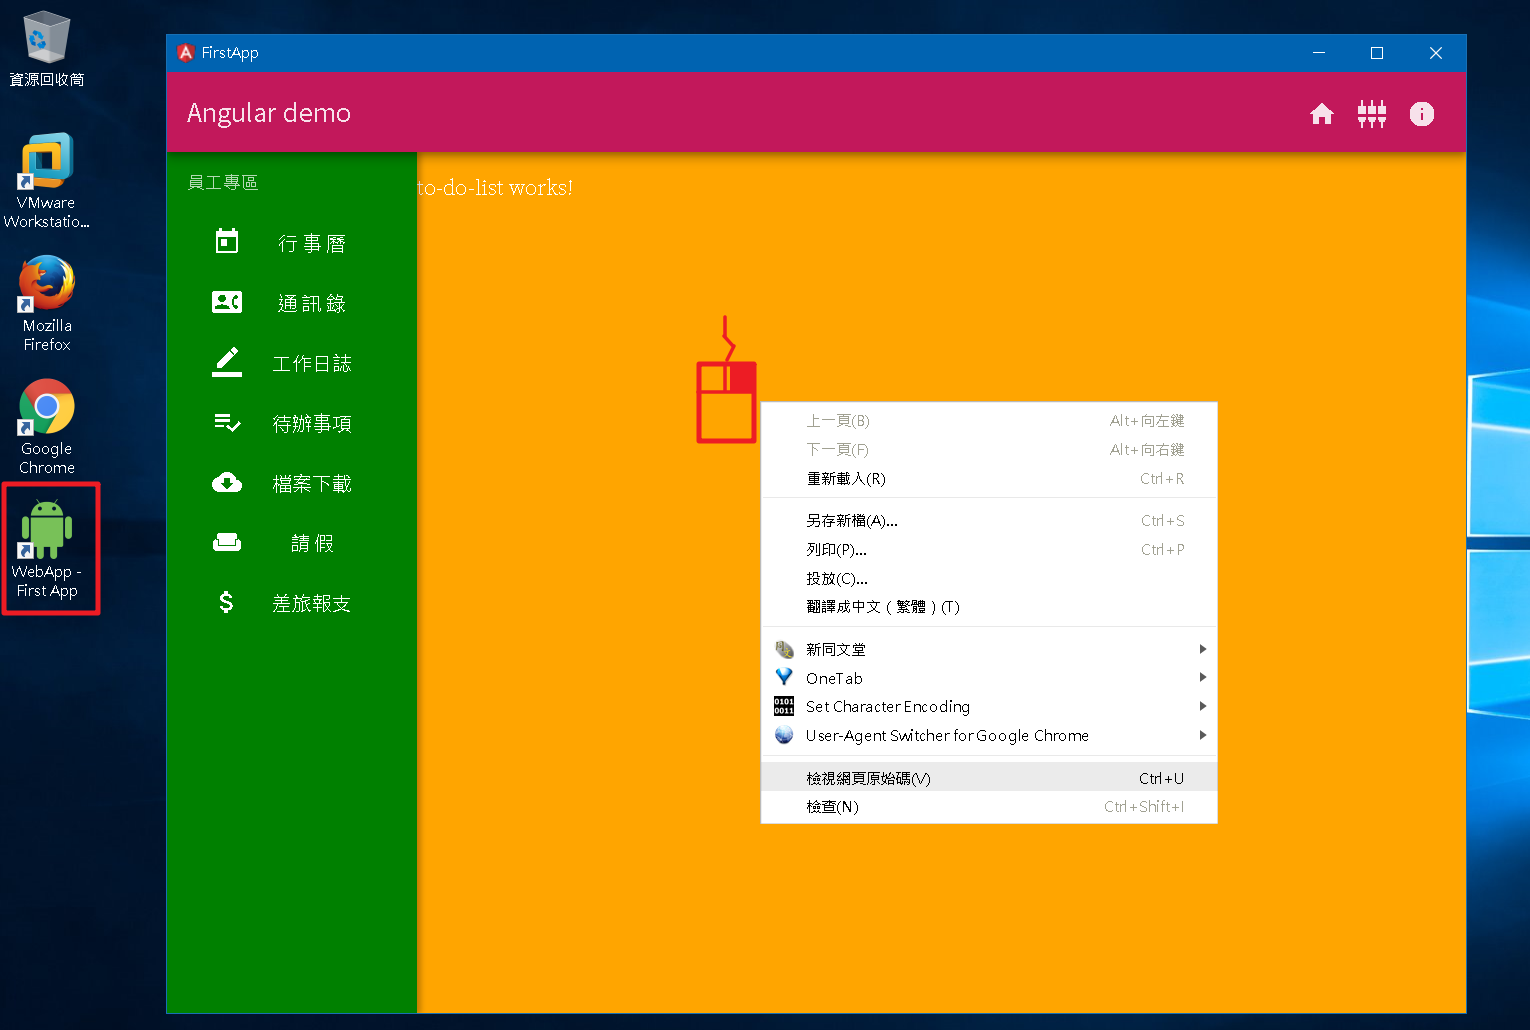 資源回收筒
VMware
Workstatio...
Mozilla
Firefox
Google
Chrome
WebApp -
First App
FirstApp
Angular demo
員工專區
行事曆
通訊錄
工作日誌
待辦事項
檔案下載
請假
差旅報支
to-do-list works!
上一頁(B) Alt+向左鍵
下一頁(F) Alt+向右鍵
重新載入(R) Ctrl+R
另存新檔(A)... Ctrl+S
列印(P)... Ctrl+P
投放(C)...
翻譯成中文（繁體）(T)
新同文堂
OneTab
0101
0011
Set Character Encoding
User-Agent Switcher for Google Chrome
檢視網頁原始碼(V) Ctrl+U
檢查(N) Ctrl+Shift+I